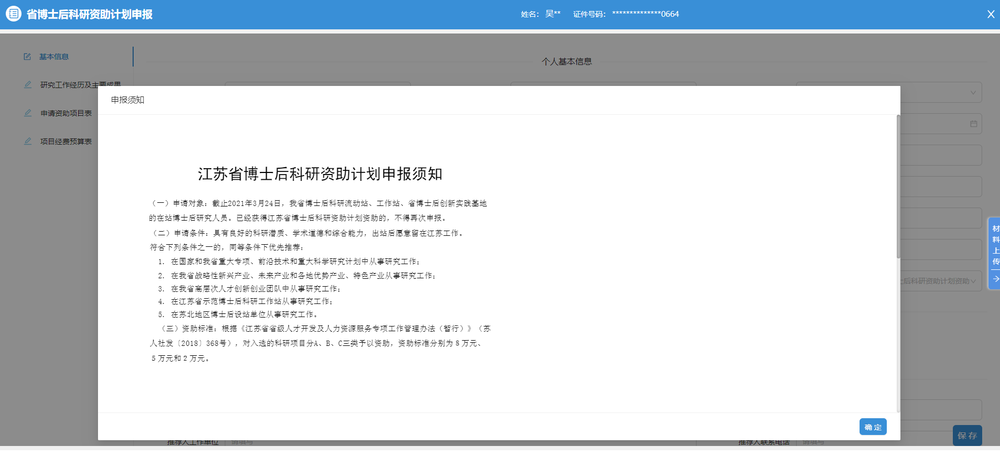 省博士后科研资助计划申报
姓名： 吴** 证件号码： **************0664
X
基本信息
个人基本信息
研究工作经历及主要成果
申报须知
申请资助项目表
项目经费预算表
江苏省博士后科研资助计划申报须知
（一）申请对象：截止2021年3月24日，我省博士后科研流动站、工作站、省博士后创新实践基地
的在站博士后研究人员。已经获得江苏省博士后科研资助计划资助的，不得再次申报。
（二）申请条件：具有良好的科研潜质、学术道德和综合能力，出站后愿意留在江苏工作。
符合下列条件之一的，同等条件下优先推荐：
1. 在国家和我省重大专项、前沿技术和重大科学研究计划中从事研究工作；
2. 在我省战略性新兴产业、未来产业和各地优势产业、特色产业从事研究工作；
3. 在我省高层次人才创新创业团队中从事研究工作；
4. 在江苏省示范博士后科研工作站从事研究工作；
5. 在苏北地区博士后设站单位从事研究工作。
（三）资助标准：根据《江苏省省级人才开发及人力资源服务专项工作管理办法（暂行）》（苏
人社发〔2018〕368号），对入选的科研项目分A、B、C三类予以资助，资助标准分别为８万元、
５万元和２万元。
材料上传
士后科研资助计划资助
确 定
保 存
推荐人工作单位 请填写
推荐人联系电话 请填写